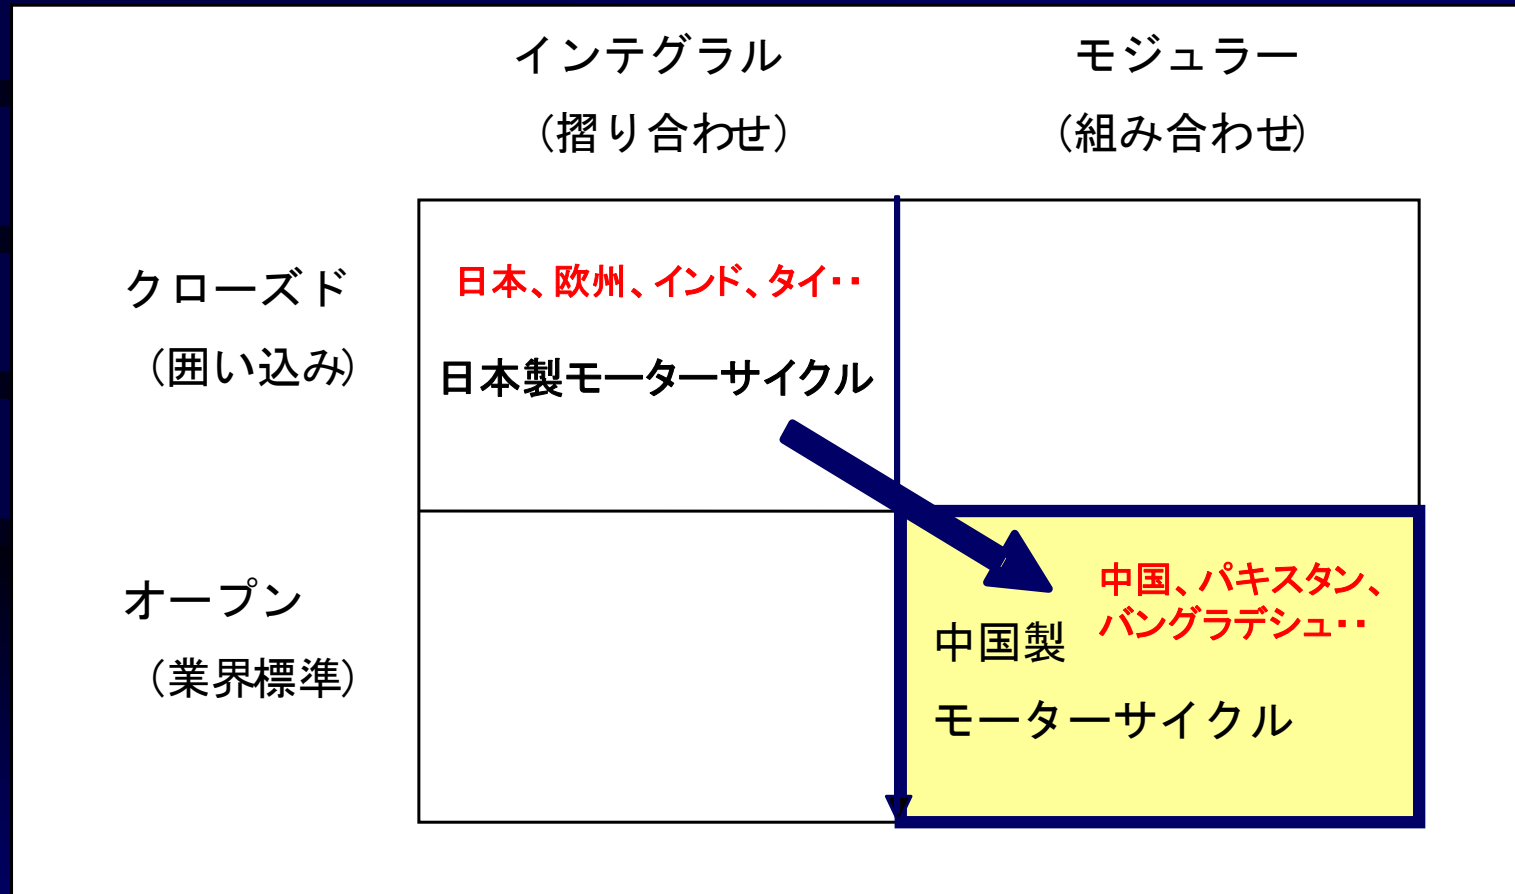 インテグラル
モジュラー
（摺り合わせ）
（組み合わせ）
クローズド
（囲い込み）
日本、欧州、インド、タイ・・
日本製モーターサイクル
オープン
（業界標準）
中国、パキスタン、
バングラデシュ・・
中国製
モーターサイクル